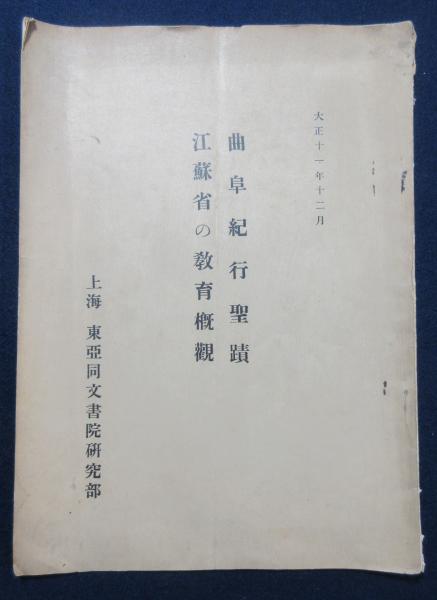 大正十一年十二月
曲阜紀行聖蹟
江蘇省の教育概觀
上海 東亞同文書院研究部